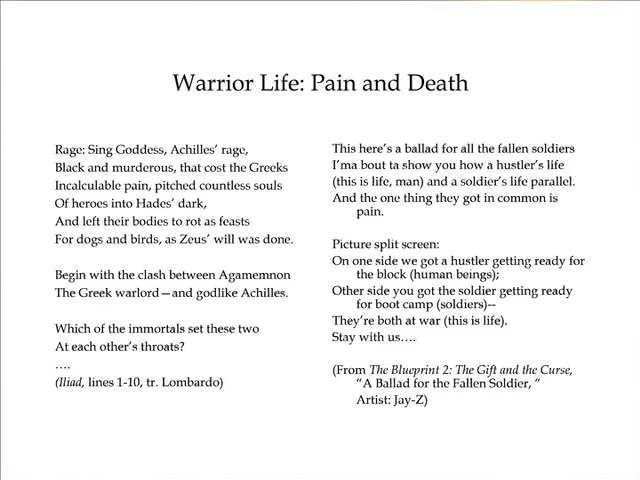 Warrior Life: Pain and Death
Rage: Sing Goddess, Achilles' rage,
Black and murderous, that cost the Greeks
Incalculable pain, pitched countless souls
Of heroes into Hades' dark,
And left their bodies to rot as feasts
For dogs and birds, as Zeus' will was done.
Begin with the clash between Agamemnon
The Greek warlord—and godlike Achilles.
Which of the immortals set these two
At each other's throats?
….
(Iliad, lines 1-10, tr. Lombardo)
This here's a ballad for all the fallen soldiers
I'ma bout ta show you how a hustler's life
(this is life, man) and a soldier's life parallel.
And the one thing they got in common is
pain.
Picture split screen:
On one side we got a hustler getting ready for
the block (human beings);
Other side you got the soldier getting ready
for boot camp (soldiers)--
They're both at war (this is life).
Stay with us….
(From The Blueprint 2: The Gift and the Curse,
"A Ballad for the Fallen Soldier, "
Artist: Jay-Z)